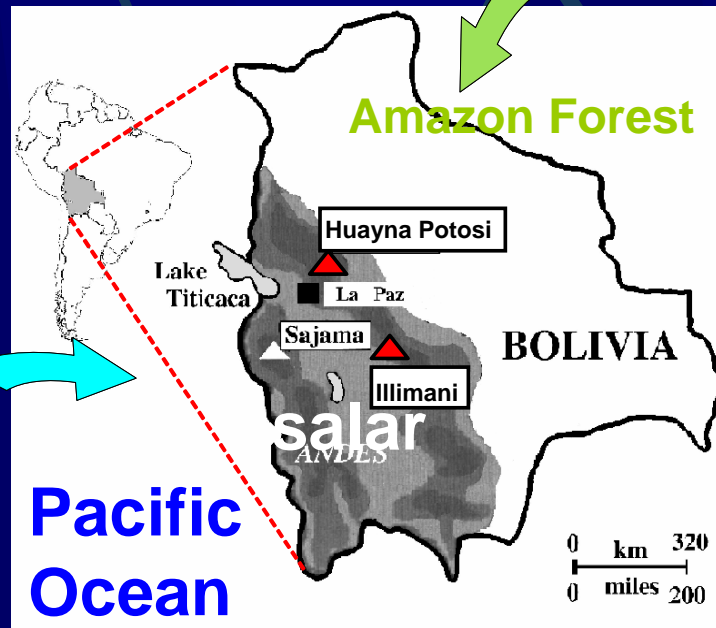 Amazon Forest
Huayna Potosi
Lake
Titicaca
La Paz
Sajama
BOLIVIA
Illimani
salar
ANDES
Pacific
Ocean
0 km 320
0 miles 200